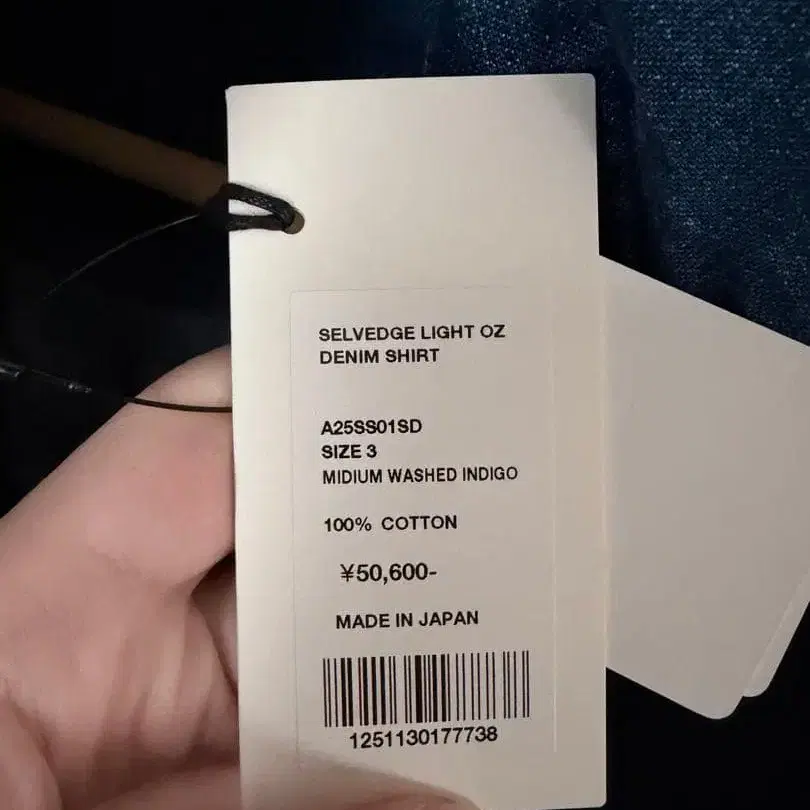 SELVEDGE LIGHT OZ
DENIM SHIRT
A25SS01SD
SIZE 3
MIDIUM WASHED INDIGO
100% COTTON
¥50,600-
MADE IN JAPAN
1251130177738